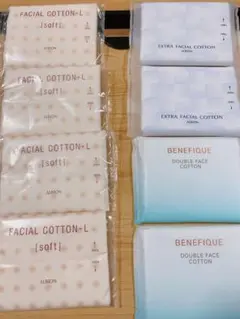 FACIAL COTTON・L
[soft]
FACIAL COTTON・L
[soft]
ALBION
FACIAL COTTON・L
[soft]
ALBION
FACIAL COTTON・L
[soft]
ALBION
EXTRA FACIAL COTTON
ALBION
EXTRA FACIAL COTTON
ALBION
BENEFIQUE
DOUBLE FACE
COTTON
BENEFIQUE
DOUBLE FACE
COTTON